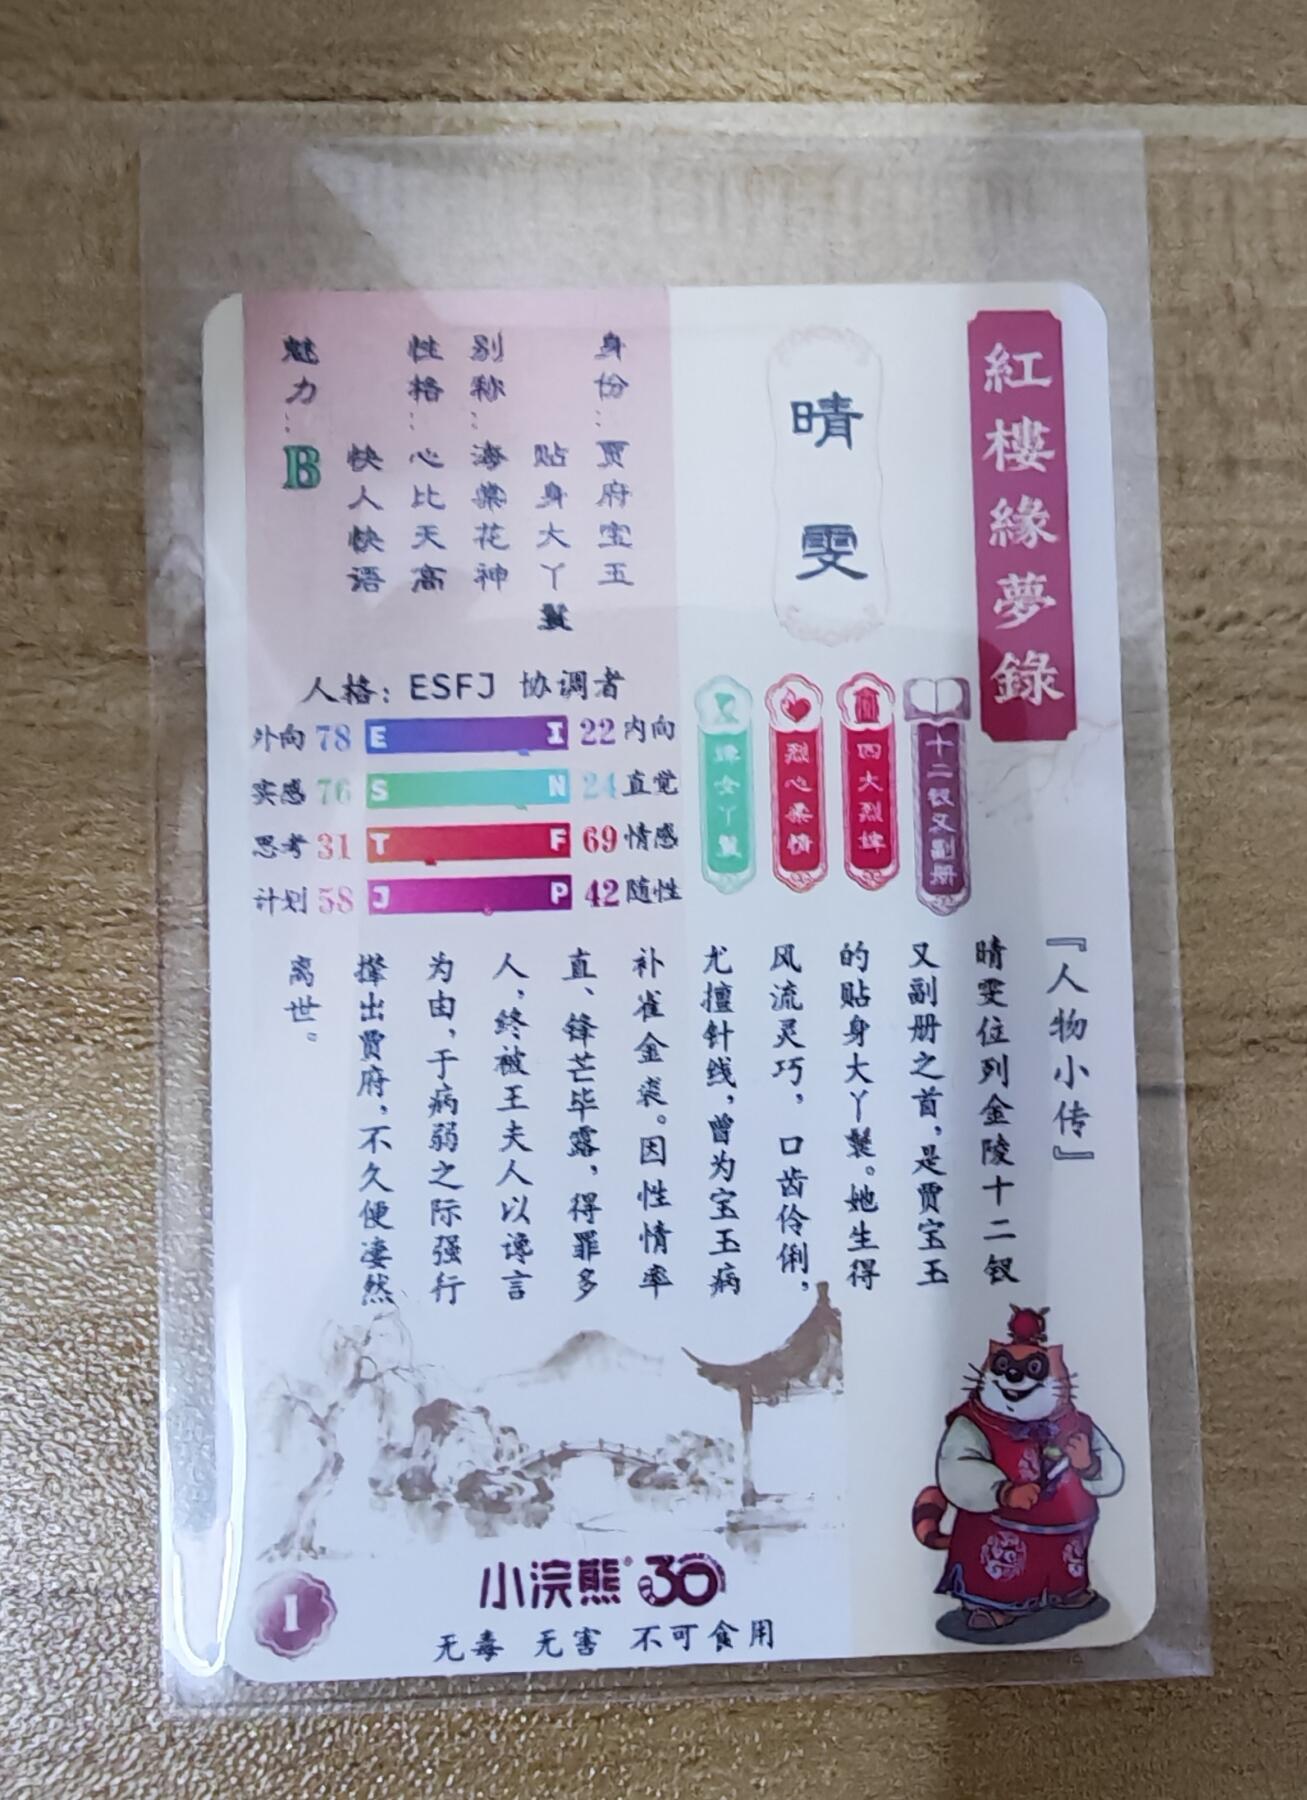 紅樓緣夢錄
晴雯
身份：贾府宝玉
贴身大丫鬟
别称：海棠花神
性格：心比天高
快人快语
魅力：B
十二钗又副册
四大烈婢
烈心柔情
婢女丫鬟
人格：ESFJ 协调者
外向 78 E I 22 内向
实感 76 S N 24 直觉
思考 31 T F 69 情感
计划 58 J P 42 随性
『人物小传』
晴雯位列金陵十二钗
又副册之首，是贾宝玉
的贴身大丫鬟。她生得
风流灵巧，口齿伶俐，
尤擅针线，曾为宝玉病
补雀金裘。因性情率
直、锋芒毕露，得罪多
人，终被王夫人以谗言
为由，于病弱之际强行
撵出贾府，不久便凄然
离世。
小浣熊® 30
1
无毒 无害 不可食用